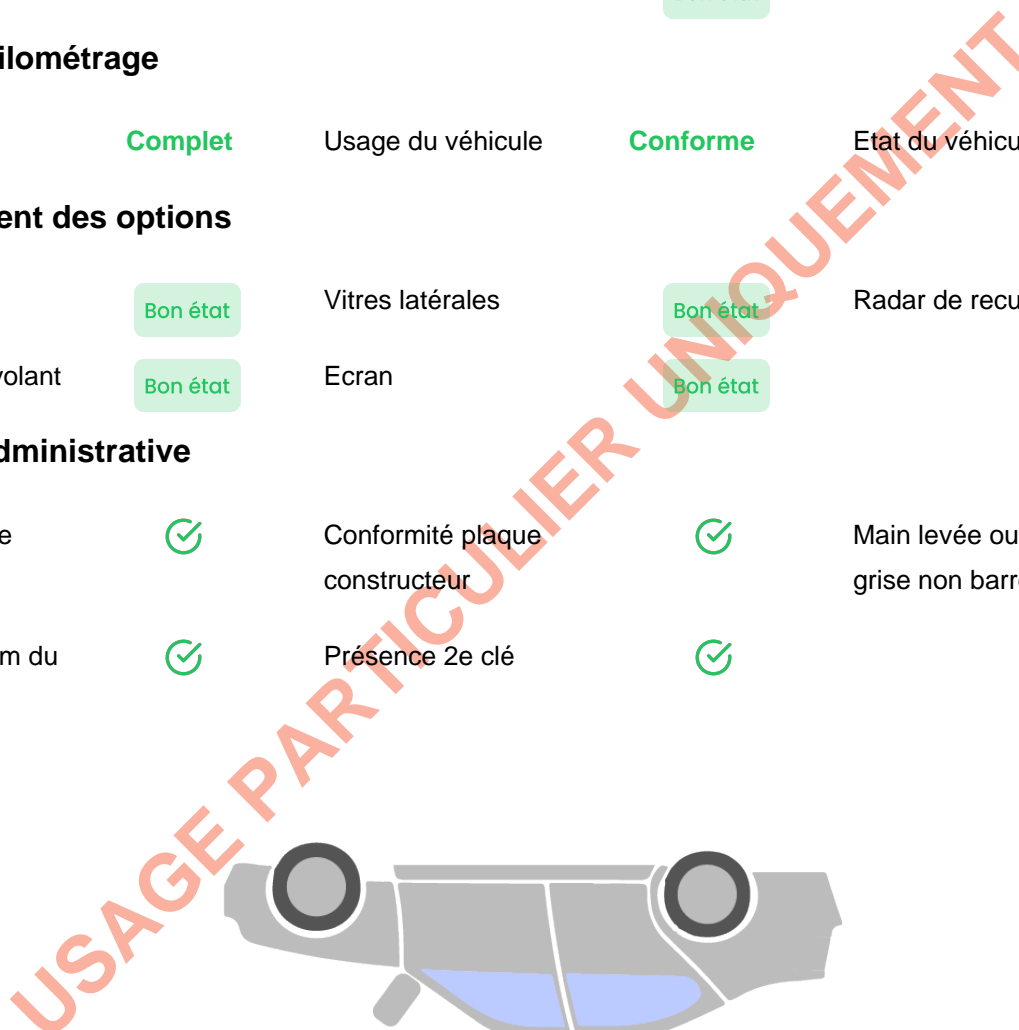 ilométrage
Complet Usage du véhicule Conforme Etat du véhicu
ent des options
Bon état Vitres latérales Bon état Radar de recu
volant Bon état Ecran Bon état
dministrative
e Conformité plaque Main levée ou
constructeur grise non barr
m du Présence 2e clé
USAGE PARTICULIER UNIQUEMENT